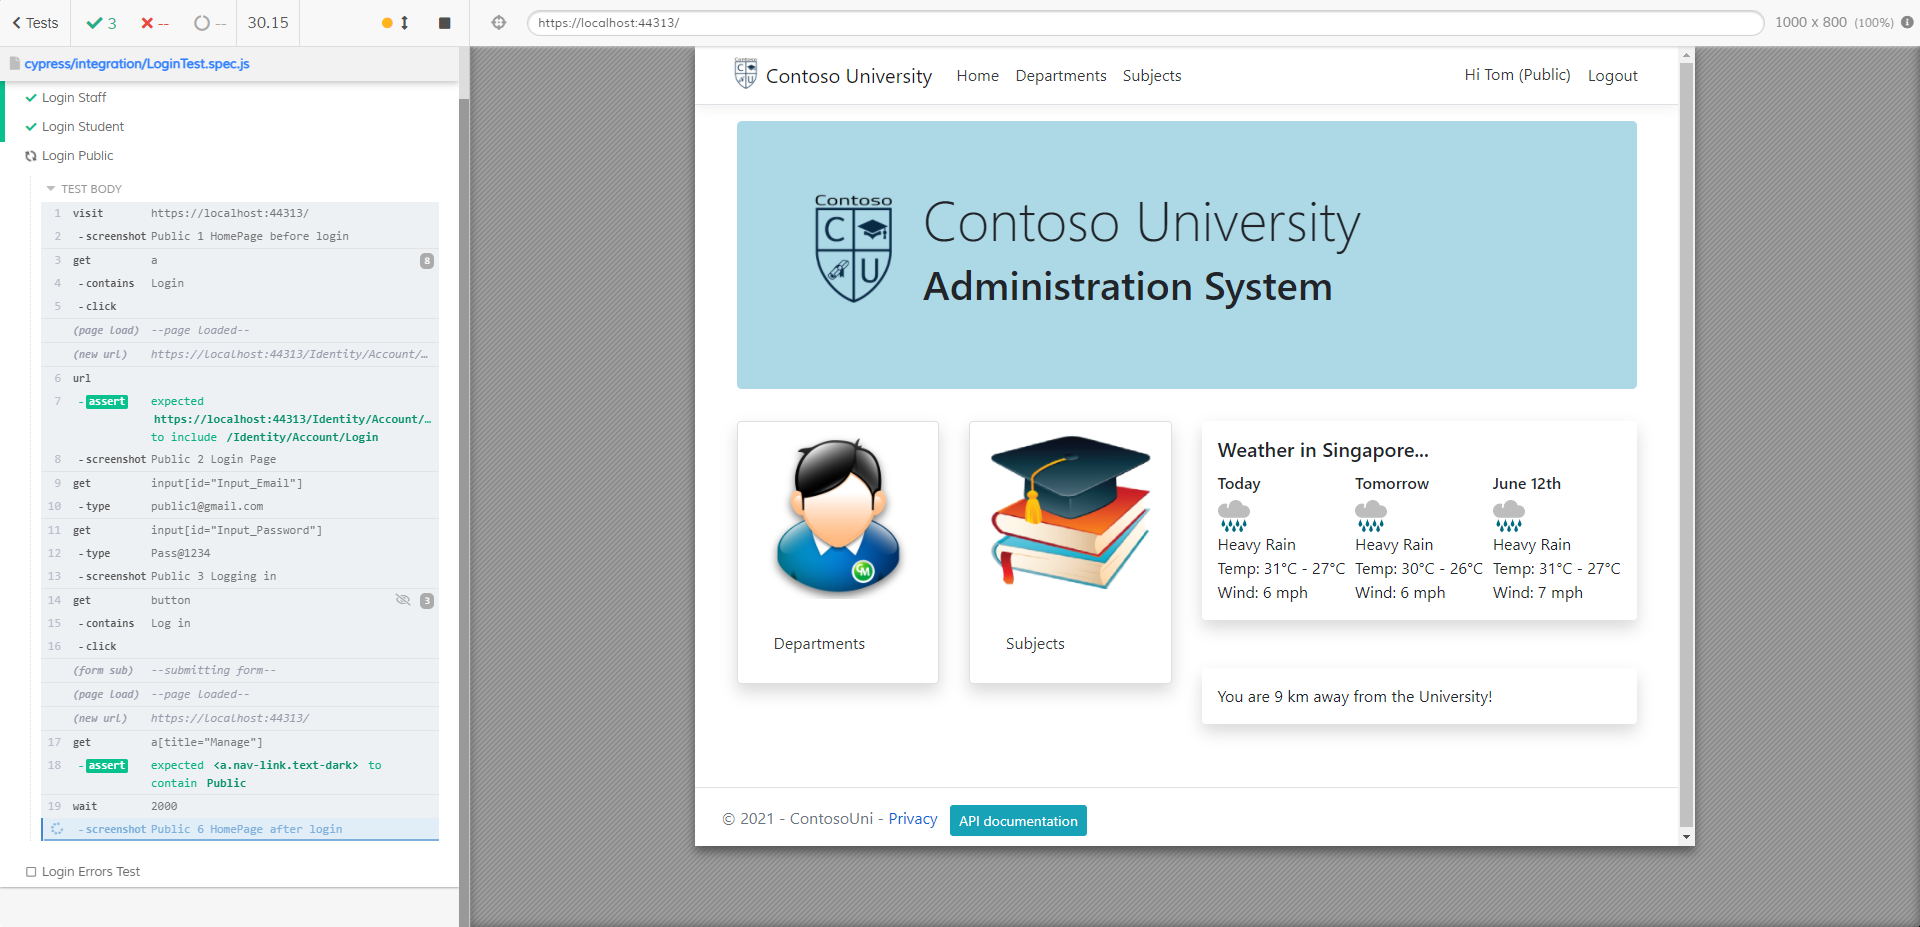 Tests
3
--
--
30.15
https://localhost:44313/
1000 x 800 (100%)
cypress/integration/LoginTest.spec.js
Login Staff
Login Student
Login Public
TEST BODY
1 visit https://localhost:44313/
2 -screenshot Public 1 HomePage before login
3 get a 8
4 -contains Login
5 -click
(page load) --page loaded--
(new url) https://localhost:44313/Identity/Account/…
6 url
7 -assert expected
https://localhost:44313/Identity/Account/…
to include /Identity/Account/Login
8 -screenshot Public 2 Login Page
9 get input[id="Input_Email"]
10 -type public1@gmail.com
11 get input[id="Input_Password"]
12 -type Pass@1234
13 -screenshot Public 3 Logging in
14 get button 3
15 -contains Log in
16 -click
(form sub) --submitting form--
(page load) --page loaded--
(new url) https://localhost:44313/
17 get a[title="Manage"]
18 -assert expected <a.nav-link.text-dark> to
contain Public
19 wait 2000
-screenshot Public 6 HomePage after login
Login Errors Test
Contoso University Home Departments Subjects Hi Tom (Public) Logout
Contoso
C
U
Contoso University
Administration System
Departments
Subjects
Weather in Singapore...
Today Tomorrow June 12th
Heavy Rain Heavy Rain Heavy Rain
Temp: 31°C - 27°C Temp: 30°C - 26°C Temp: 31°C - 27°C
Wind: 6 mph Wind: 6 mph Wind: 7 mph
You are 9 km away from the University!
© 2021 - ContosoUni - Privacy API documentation